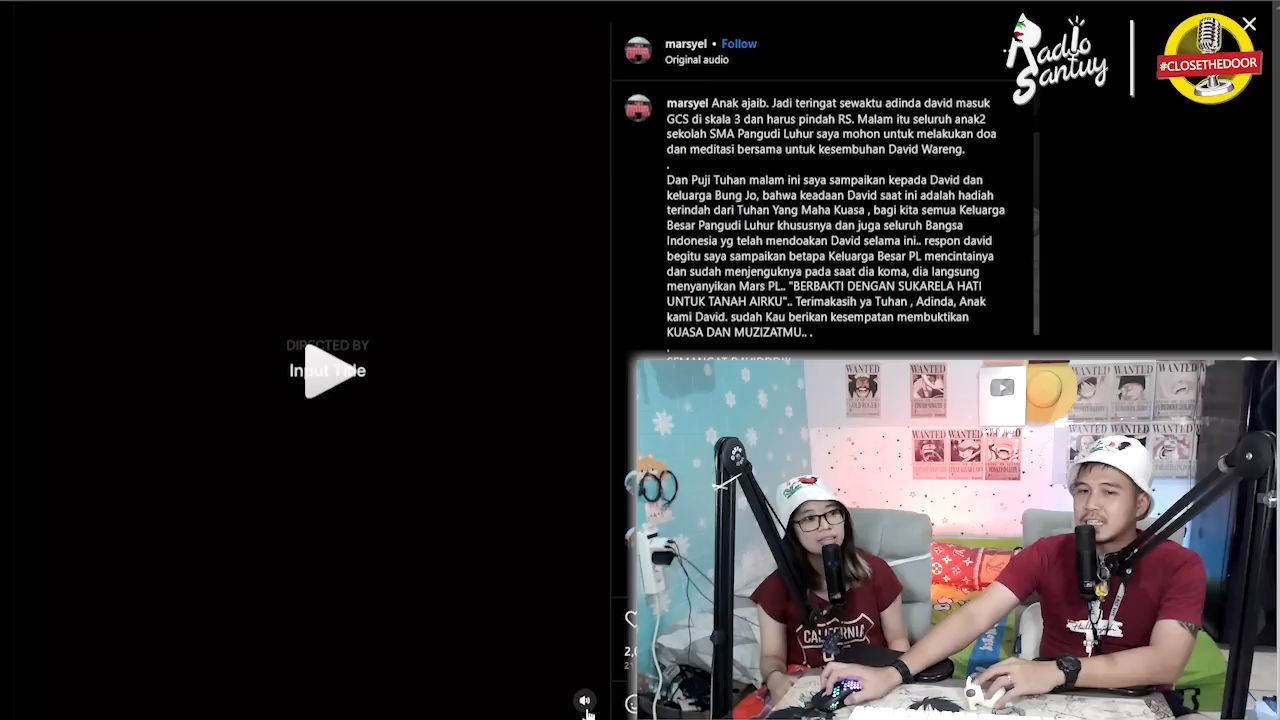 marsyel • Follow
Original audio
Radio
Santuy
#CLOSETHEDOOR
marsyel Anak ajaib. Jadi teringat sewaktu adinda david masuk
GCS di skala 3 dan harus pindah RS. Malam itu seluruh anak2
sekolah SMA Pangudi Luhur saya mohon untuk melakukan doa
dan meditasi bersama untuk kesembuhan David Wareng.
.
Dan Puji Tuhan malam ini saya sampaikan kepada David dan
keluarga Bung Jo, bahwa keadaan David saat ini adalah hadiah
terindah dari Tuhan Yang Maha Kuasa , bagi kita semua Keluarga
Besar Pangudi Luhur khususnya dan juga seluruh Bangsa
Indonesia yg telah mendoakan David selama ini.. respon david
begitu saya sampaikan betapa Keluarga Besar PL mencintainya
dan sudah menjenguknya pada saat dia koma, dia langsung
menyanyikan Mars PL.. "BERBAKTI DENGAN SUKARELA HATI
UNTUK TANAH AIRKU".. Terimakasih ya Tuhan , Adinda, Anak
kami David. sudah Kau berikan kesempatan membuktikan
KUASA DAN MUZIZATMU.. .
.
DIRECTED BY
Input Title
WANTED
WANTED
WANTED WANTED WANTED
WANTED WANTED WANTED
WANTED WANTED WANTED
CALIFORNIA